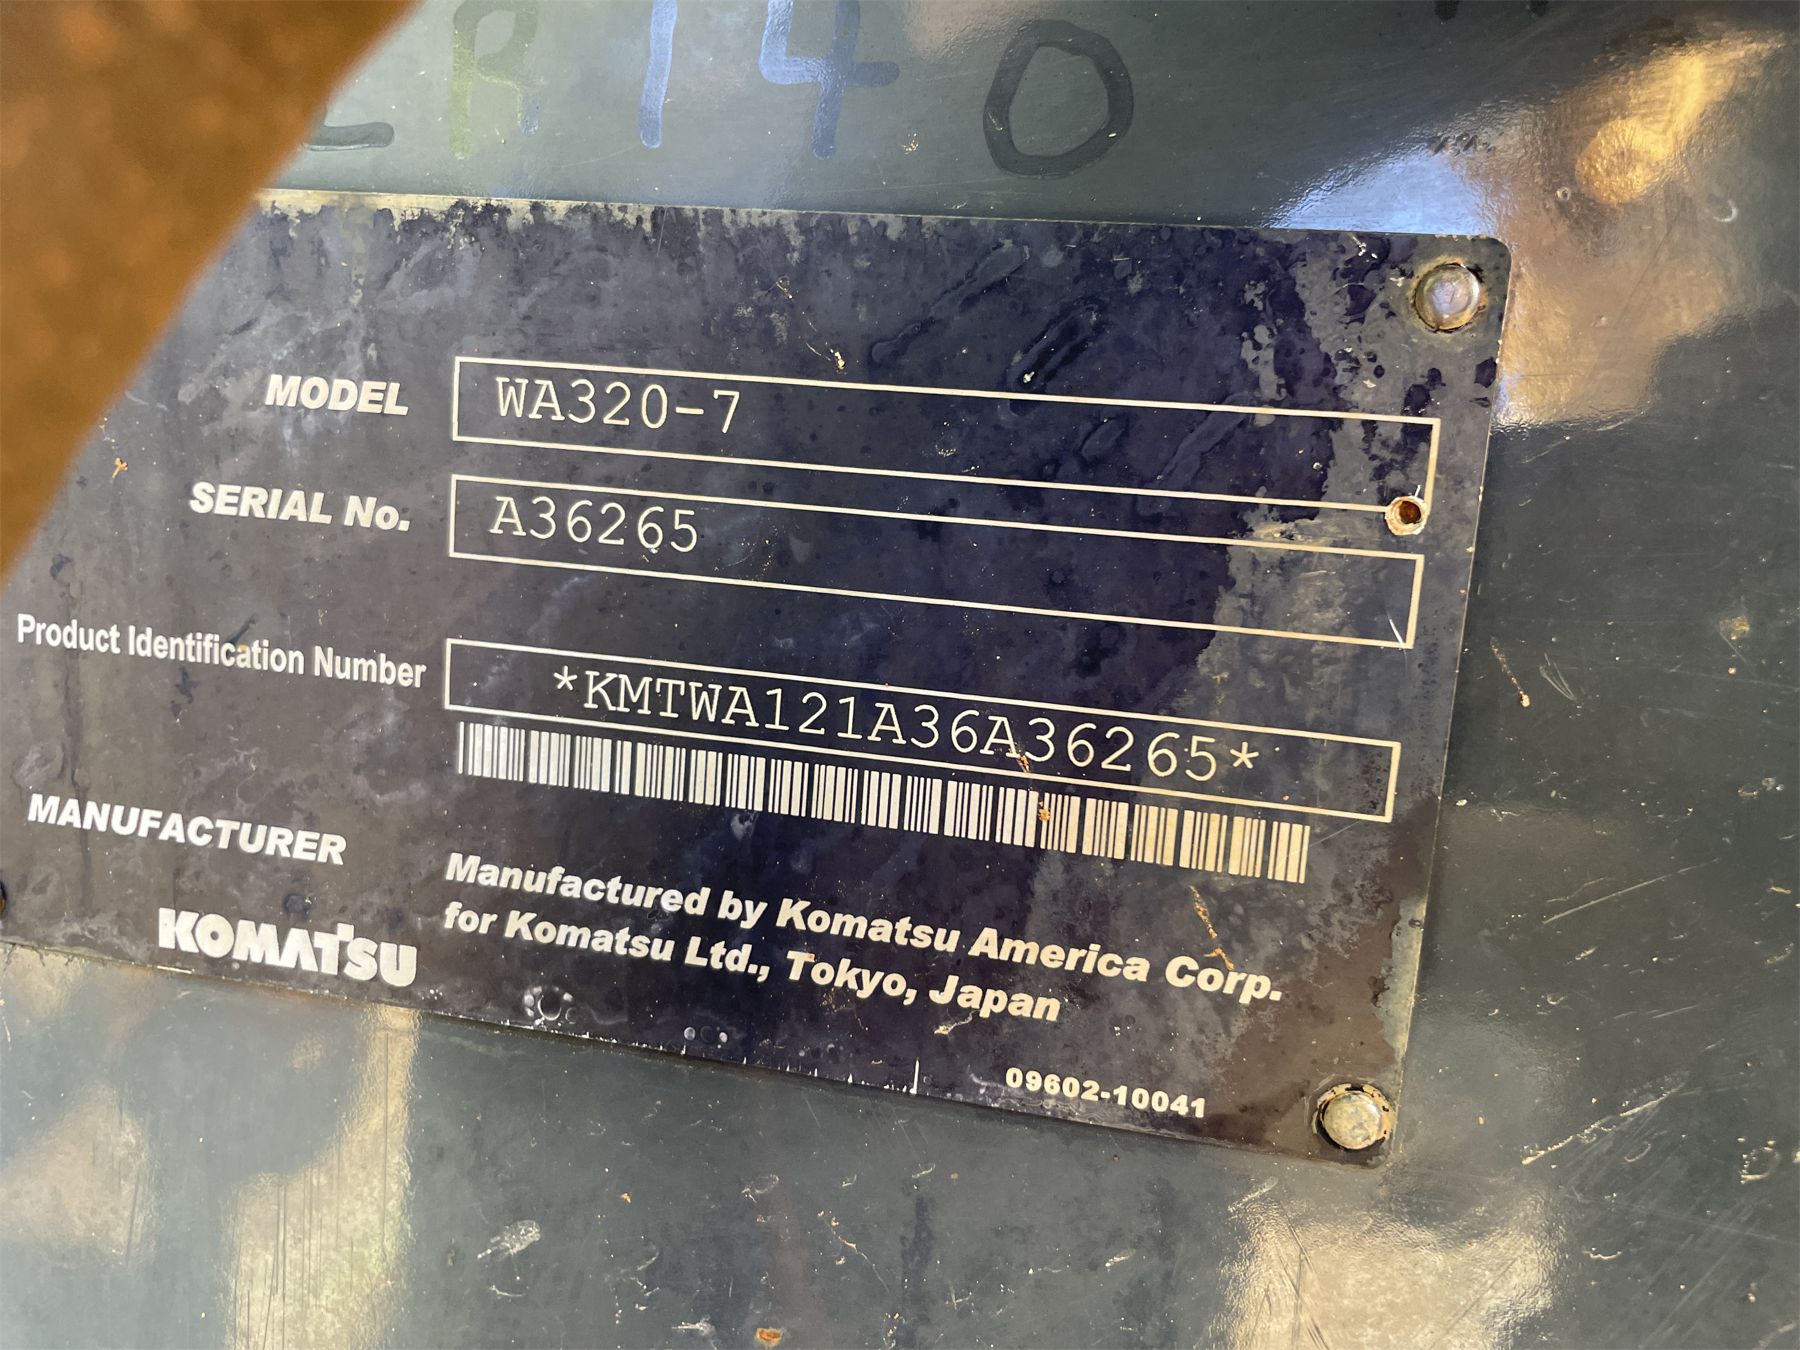 R140
MODEL WA320-7
SERIAL No. A36265
Product Identification Number *KMTWA121A36A36265*
MANUFACTURER
Manufactured by Komatsu America Corp.
KOMATSU for Komatsu Ltd., Tokyo, Japan
09602-10041